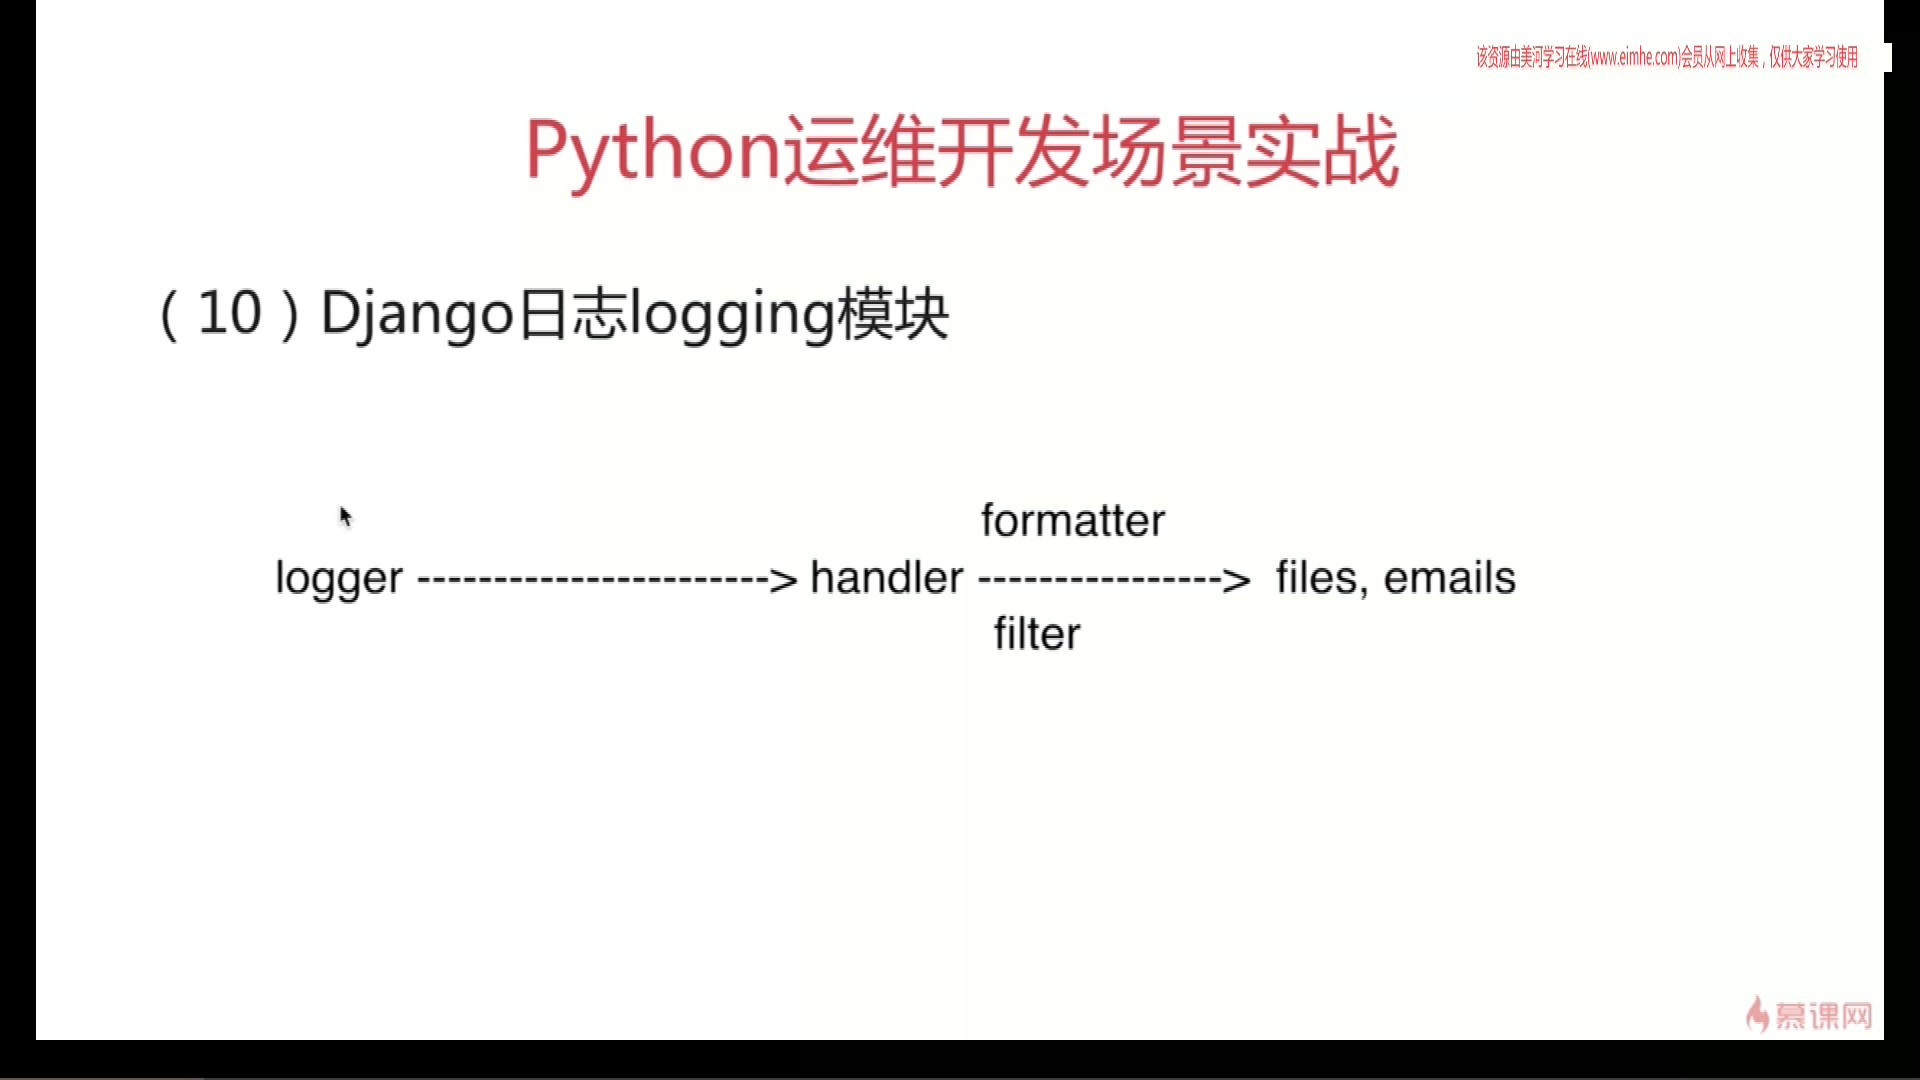 该资源由美河学习在线(www.eimhe.com)会员从网上收集，仅供大家学习使用
Python运维开发场景实战
（10）Django日志logging模块
formatter
logger -----------------------> handler ----------------> files, emails
filter
慕课网